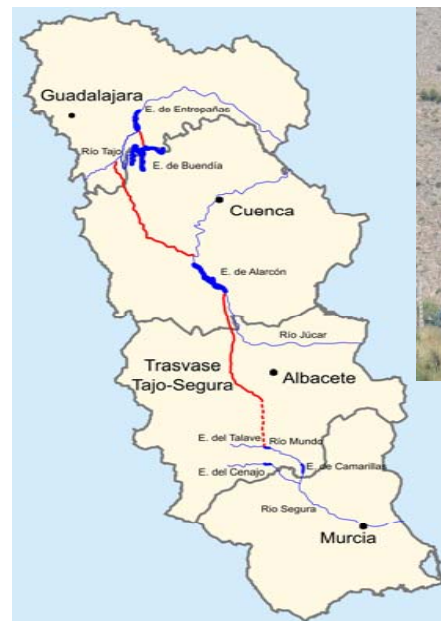 Guadalajara
E. de Entrepeñas
Río Tajo
E. de Buendía
Cuenca
E. de Alarcón
Río Júcar
Trasvase
Tajo-Segura
Albacete
E. del Talave
Río Mundo
E. del Cenajo
E. de Camarillas
Río Segura
Murcia